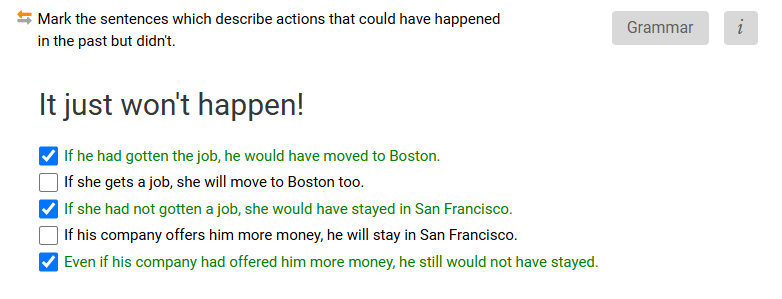 Mark the sentences which describe actions that could have happened
in the past but didn't.
Grammar
i
It just won't happen!
If he had gotten the job, he would have moved to Boston.
If she gets a job, she will move to Boston too.
If she had not gotten a job, she would have stayed in San Francisco.
If his company offers him more money, he will stay in San Francisco.
Even if his company had offered him more money, he still would not have stayed.